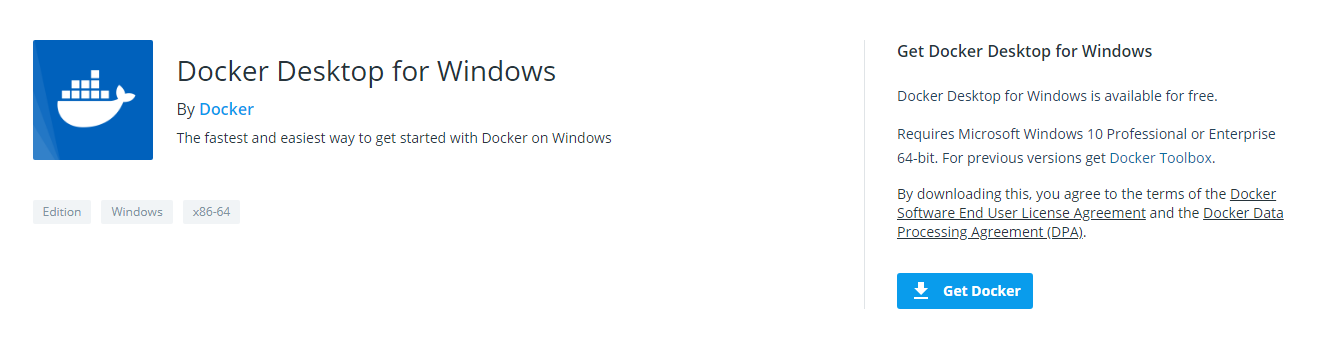 Docker Desktop for Windows
By Docker
The fastest and easiest way to get started with Docker on Windows
Edition
Windows
x86-64
Get Docker Desktop for Windows
Docker Desktop for Windows is available for free.
Requires Microsoft Windows 10 Professional or Enterprise
64-bit. For previous versions get Docker Toolbox.
By downloading this, you agree to the terms of the Docker
Software End User License Agreement and the Docker Data
Processing Agreement (DPA).
Get Docker